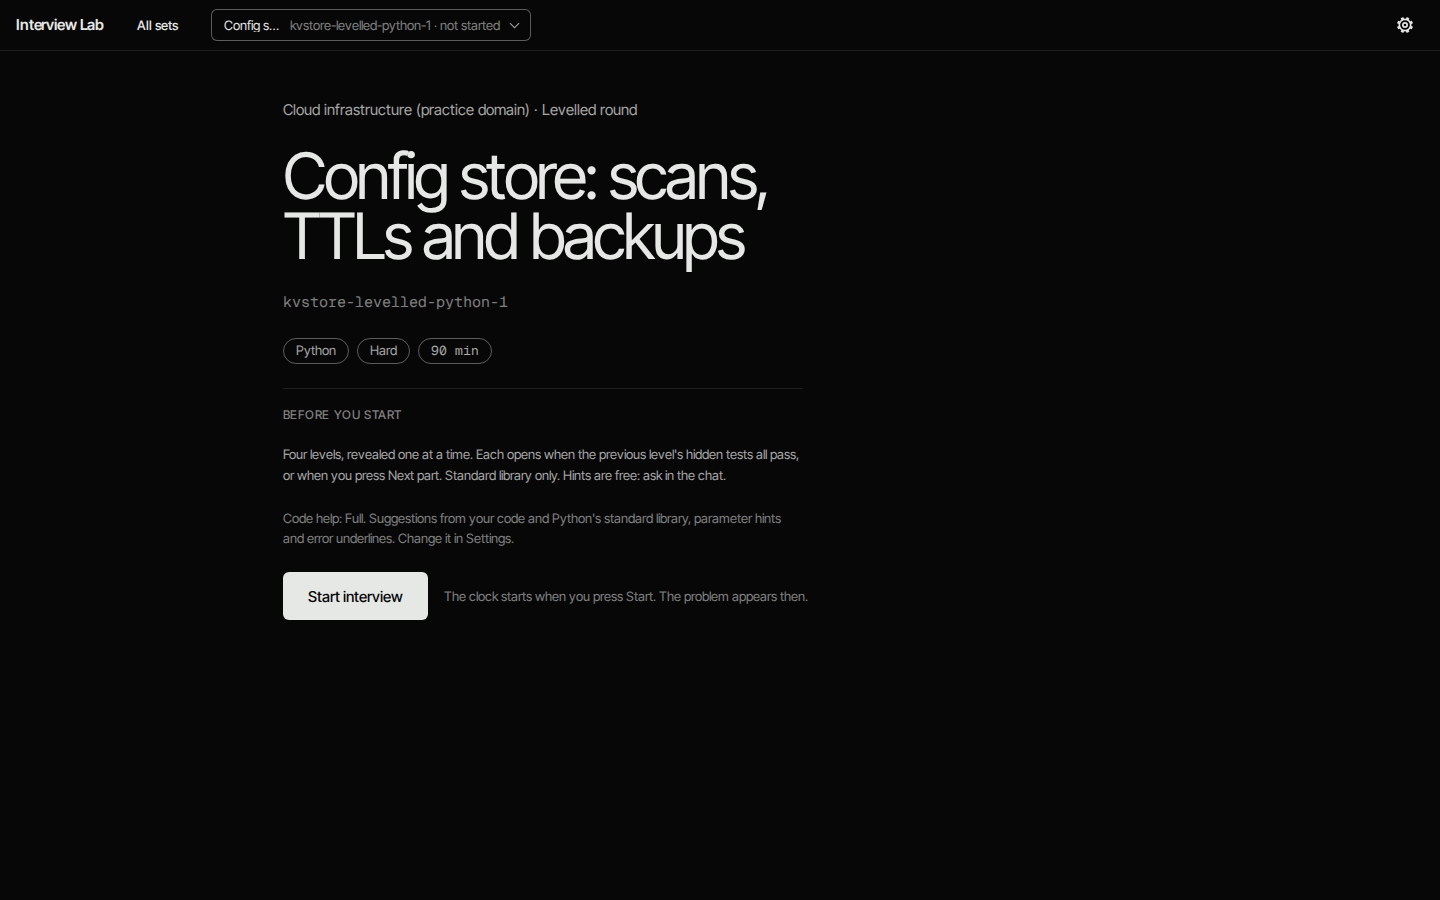 Interview Lab
All sets
Config s... kvstore-levelled-python-1 · not started
Cloud infrastructure (practice domain) · Levelled round
Config store: scans,
TTLs and backups
kvstore-levelled-python-1
Python
Hard
90 min
BEFORE YOU START
Four levels, revealed one at a time. Each opens when the previous level's hidden tests all pass,
or when you press Next part. Standard library only. Hints are free: ask in the chat.
Code help: Full. Suggestions from your code and Python's standard library, parameter hints
and error underlines. Change it in Settings.
Start interview
The clock starts when you press Start. The problem appears then.